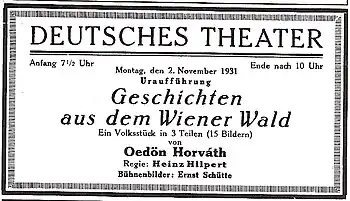 DEUTSCHES THEATER
Anfang 7½ Uhr
Ende nach 10 Uhr
Montag, den 2. November 1931
Uraufführung
Geschichten
aus dem Wiener Wald
Ein Volksstück in 3 Teilen (15 Bildern)
von
Oedön Horváth
Regie: Heinz Hilpert
Bühnenbilder: Ernst Schütte